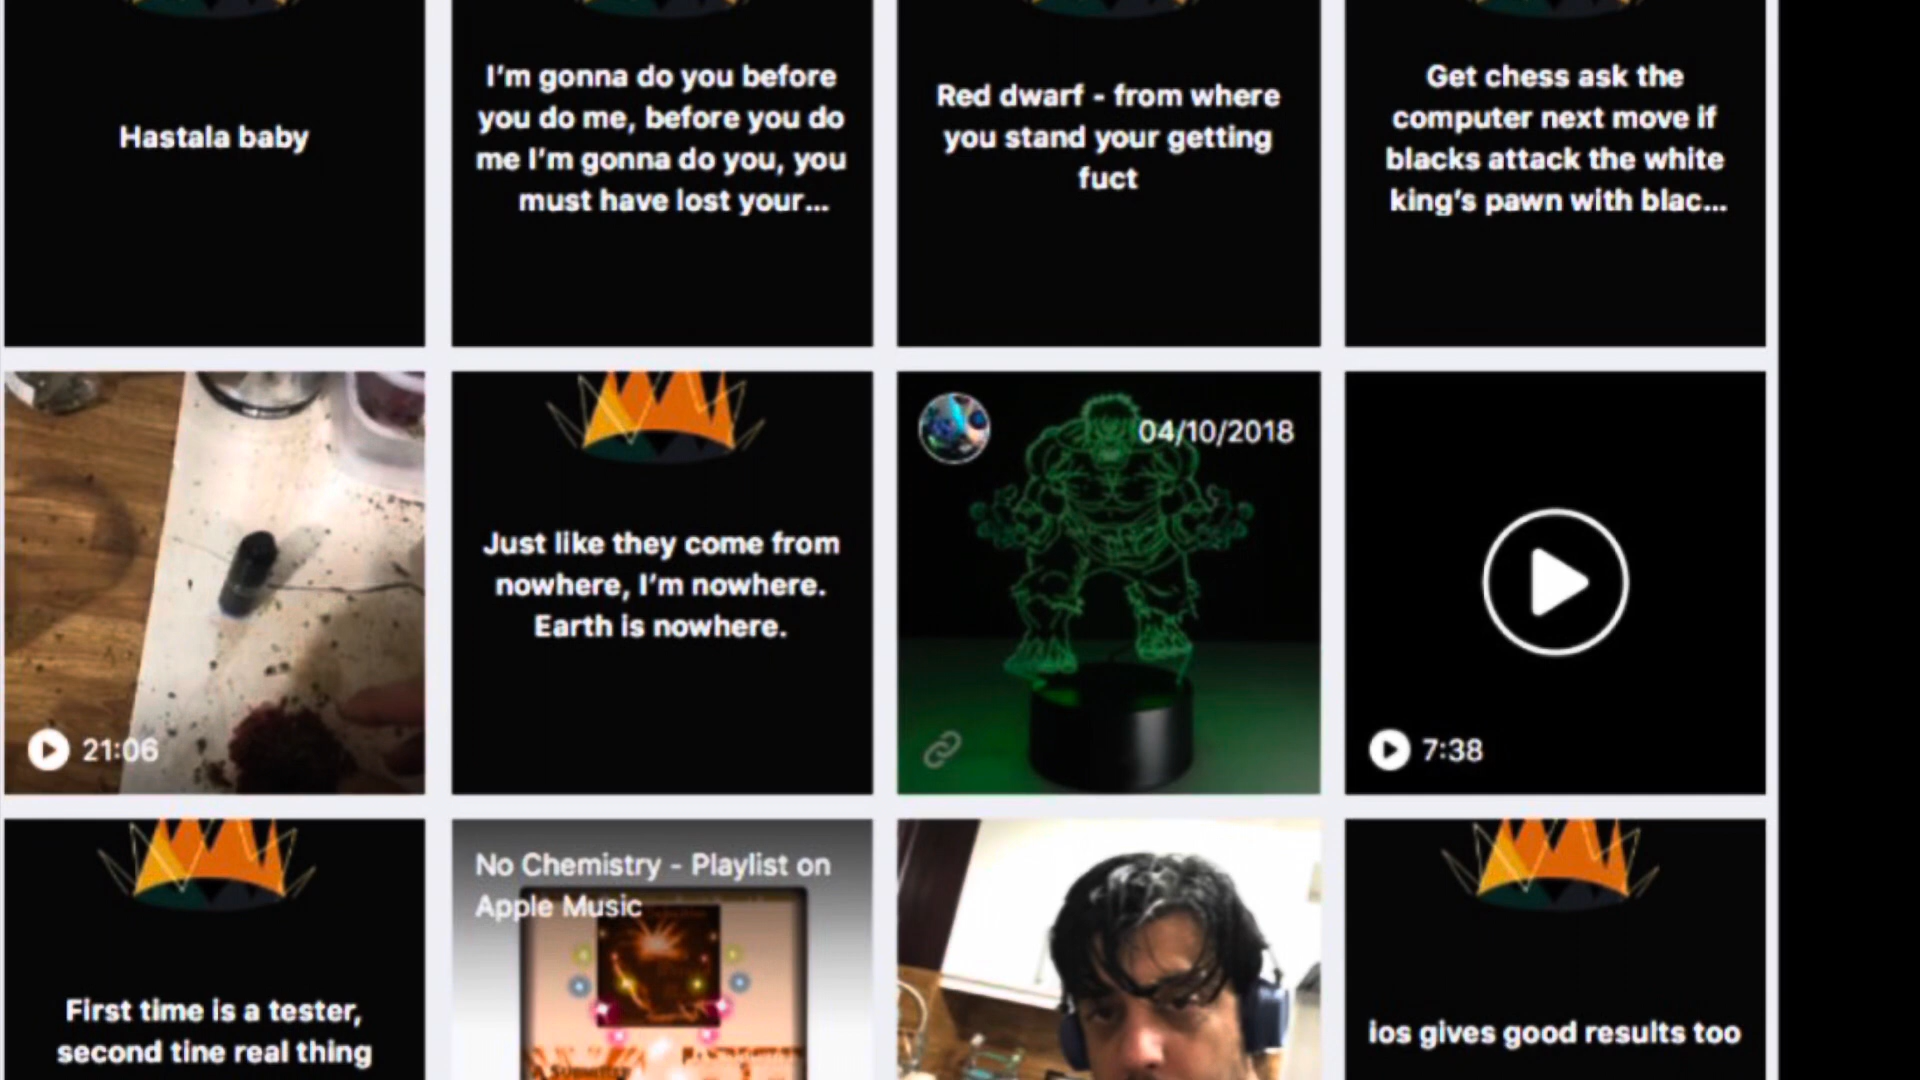 Hastala baby
I'm gonna do you before
you do me, before you do
me I'm gonna do you, you
must have lost your...
Red dwarf - from where
you stand your getting
fuct
Get chess ask the
computer next move if
blacks attack the white
king's pawn with blac...
21:06
Just like they come from
nowhere, I'm nowhere.
Earth is nowhere.
04/10/2018
7:38
First time is a tester,
second tine real thing
No Chemistry - Playlist on
Apple Music
ios gives good results too